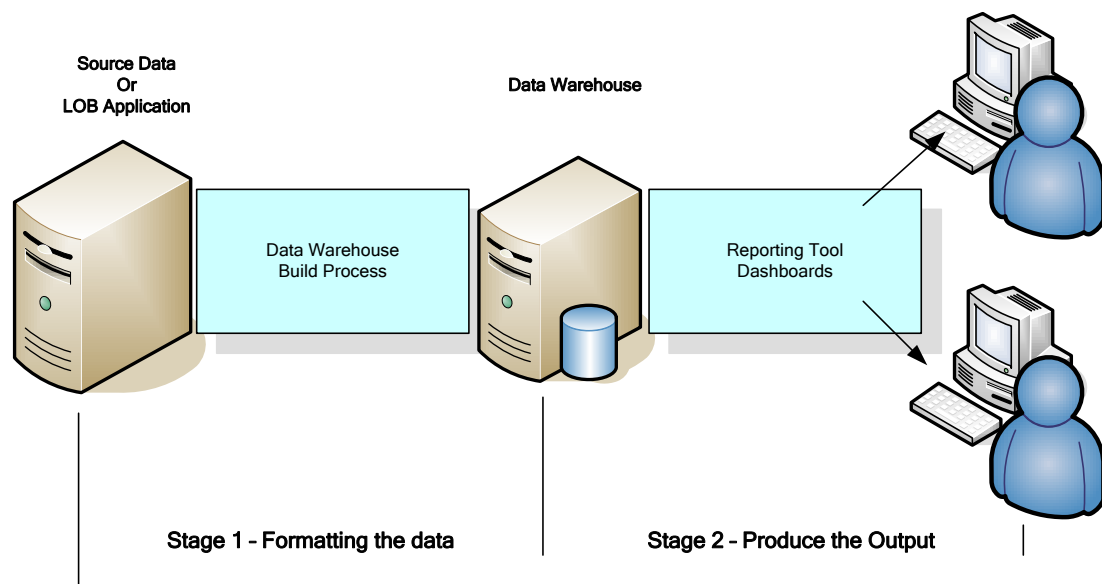 Source Data
Or
LOB Application
Data Warehouse
Data Warehouse
Build Process
Reporting Tool
Dashboards
Stage 1 - Formatting the data
Stage 2 - Produce the Output